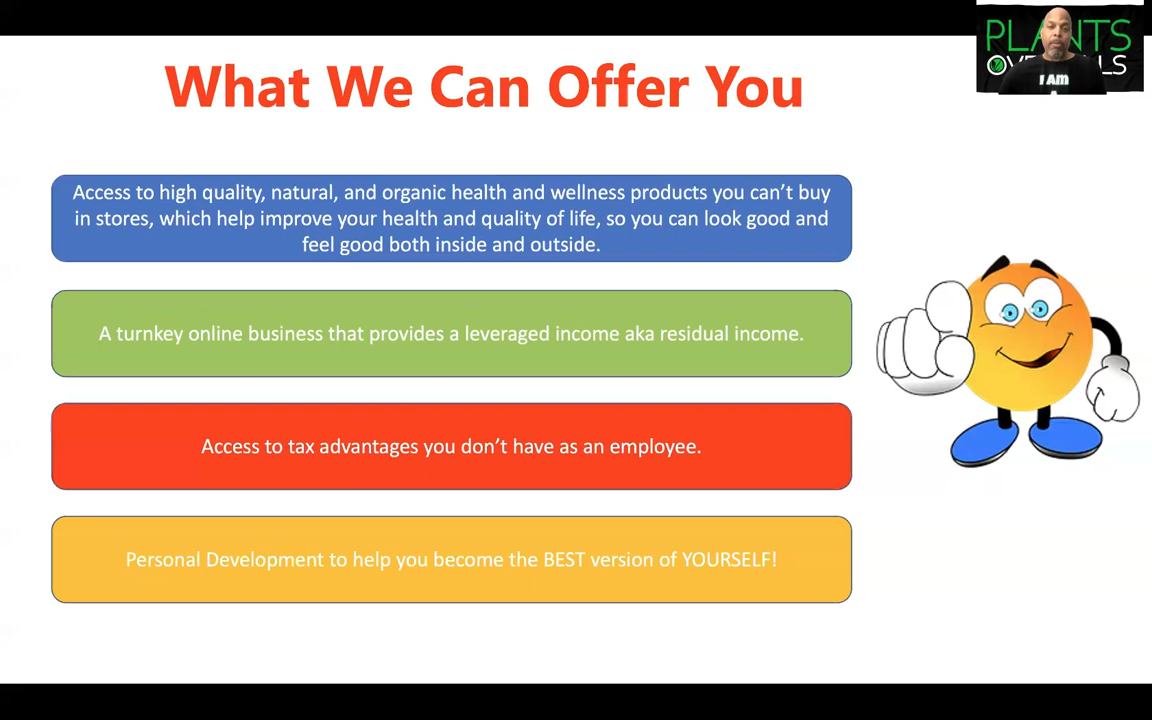 PLANTS
I AM
A
What We Can Offer You
Access to high quality, natural, and organic health and wellness products you can’t buy
in stores, which help improve your health and quality of life, so you can look good and
feel good both inside and outside.
A turnkey online business that provides a leveraged income aka residual income.
Access to tax advantages you don’t have as an employee.
Personal Development to help you become the BEST version of YOURSELF!